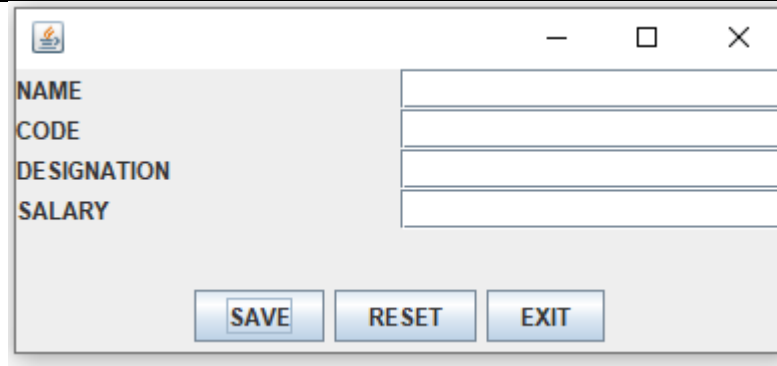 NAME
CODE
DESIGNATION
SALARY
SAVE RESET EXIT